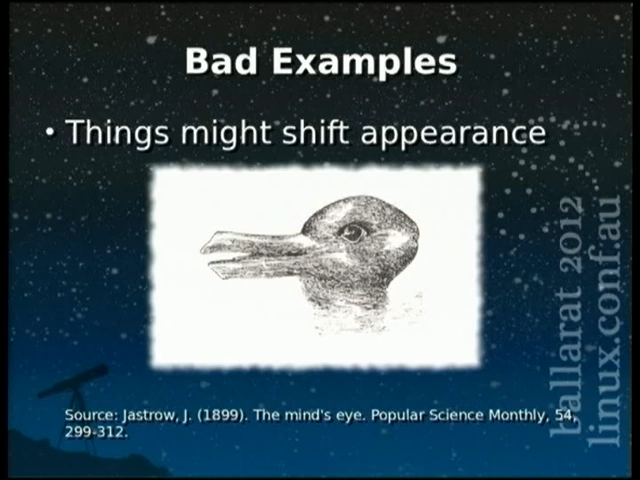 Bad Examples
• Things might shift appearance
Source: Jastrow, J. (1899). The mind's eye. Popular Science Monthly, 54,
299-312.
ballarat 2012
linux.conf.au